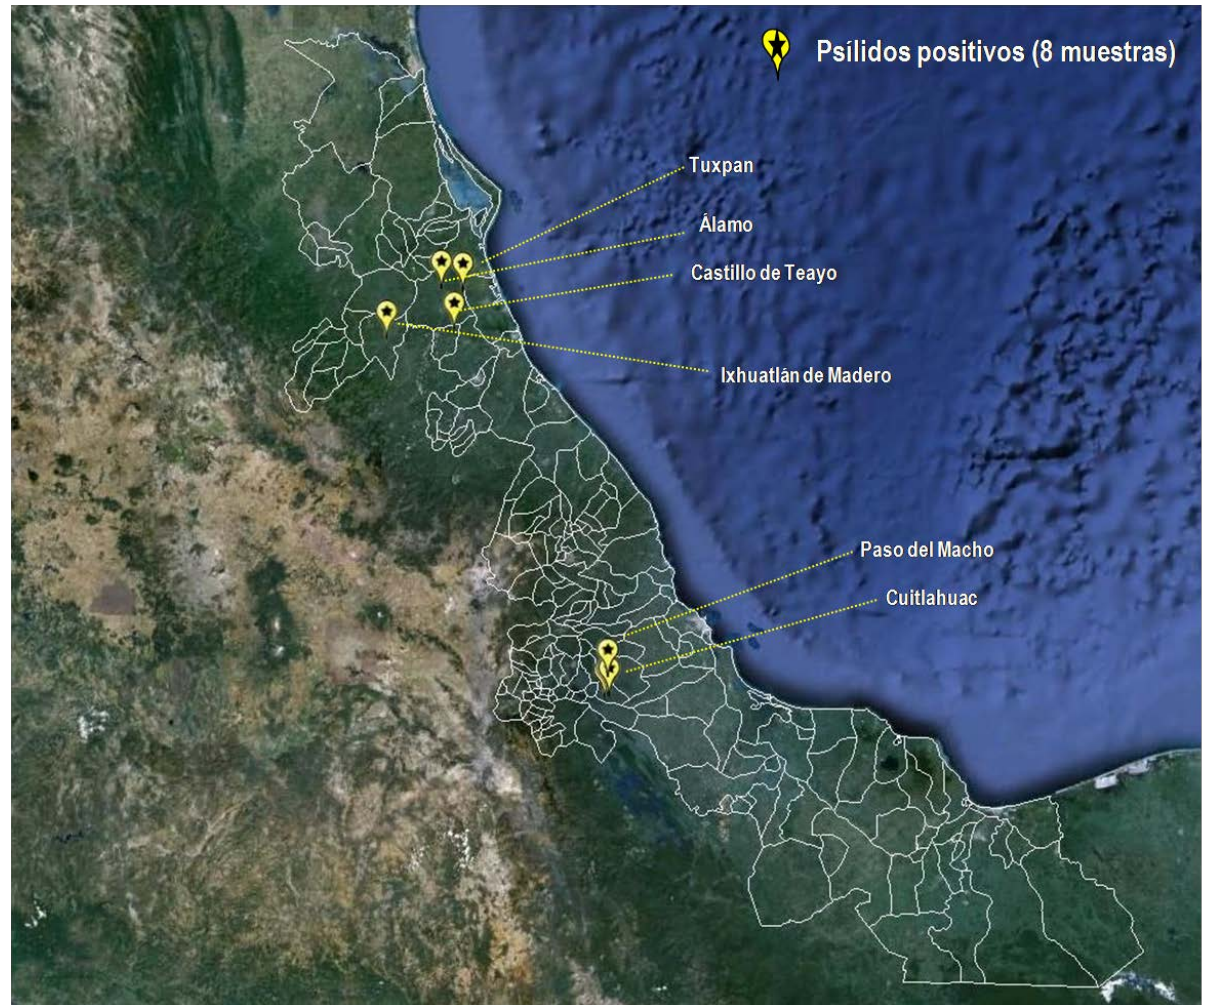 Psílidos positivos (8 muestras)
Tuxpan
Álamo
Castillo de Teayo
Ixhuatlán de Madero
Paso del Macho
Cuitlahuac